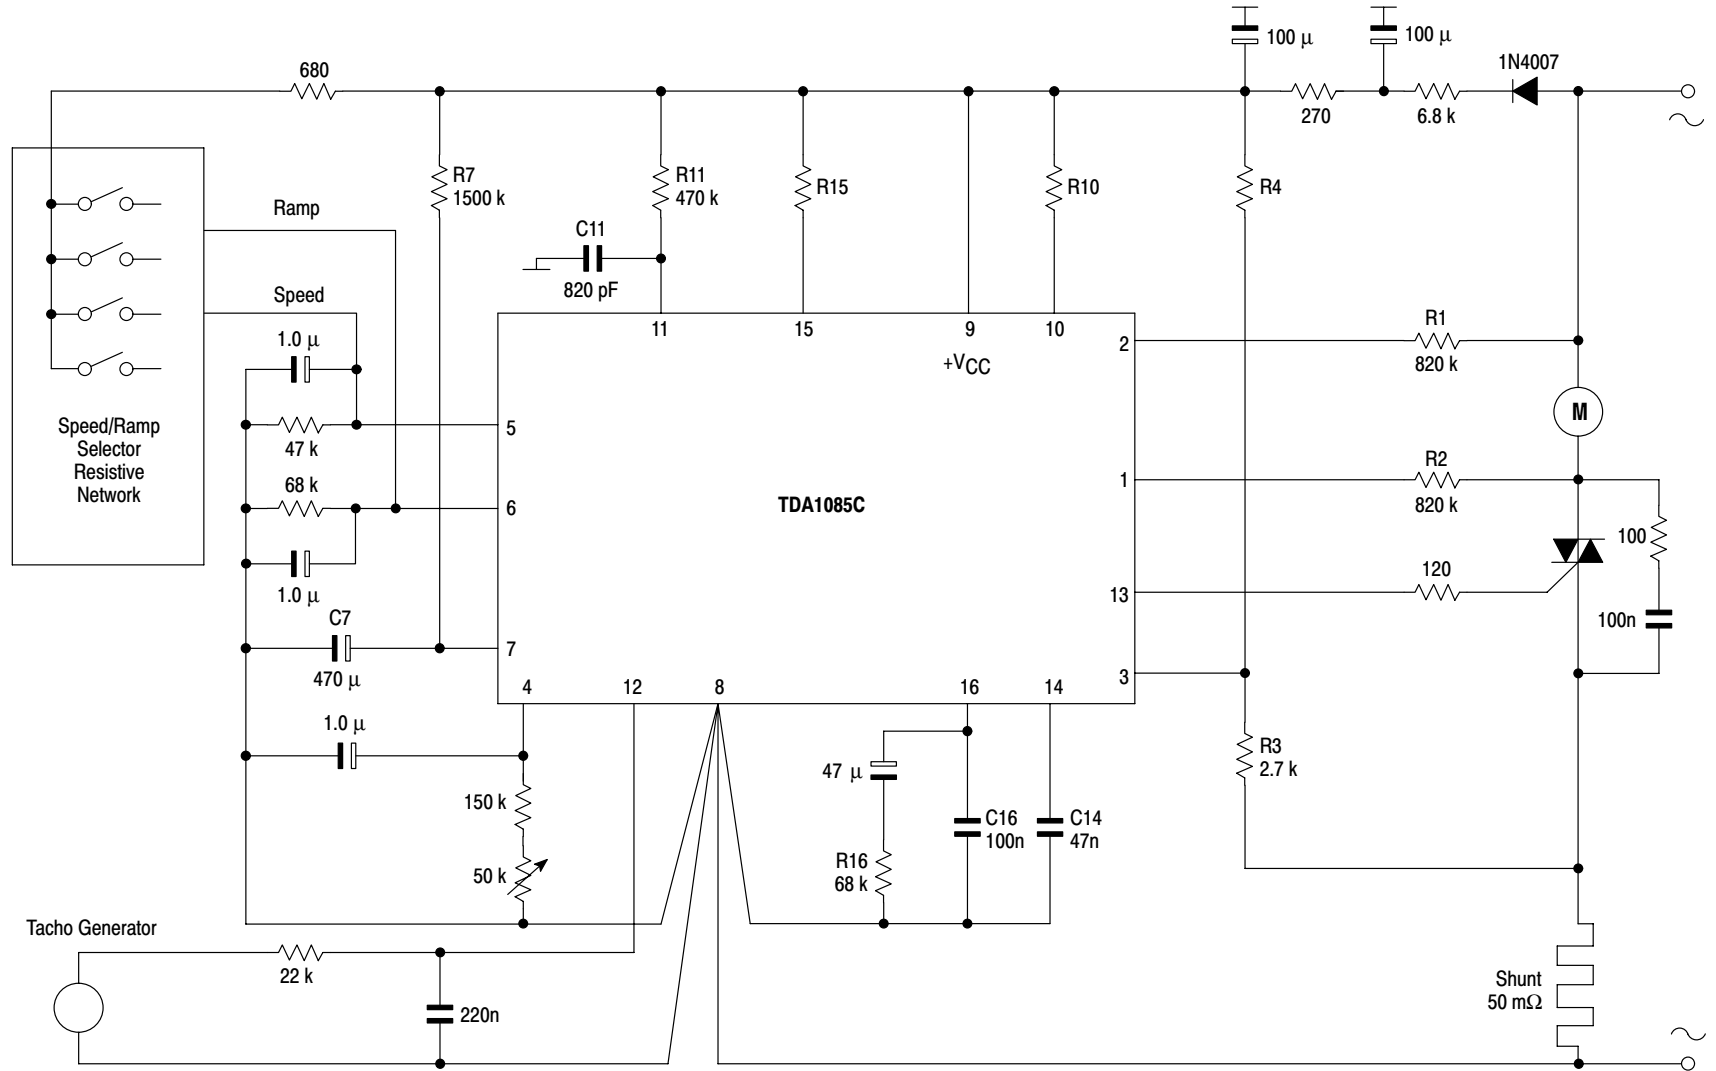 100 µ
100 µ
1N4007
680
270
6.8 k
R7
1500 k
R11
470 k
R15
R10
R4
Ramp
C11
820 pF
Speed
11
15
9
10
+VCC
1.0 µ
2
R1
820 k
M
Speed/Ramp
Selector
Resistive
Network
47 k
5
68 k
6
1
R2
820 k
TDA1085C
100
1.0 µ
13
120
100n
C7
470 µ
7
4
12
8
16
14
3
1.0 µ
R3
2.7 k
47 µ
150 k
C16
100n
C14
47n
50 k
R16
68 k
Tacho Generator
22 k
220n
Shunt
50 mΩ